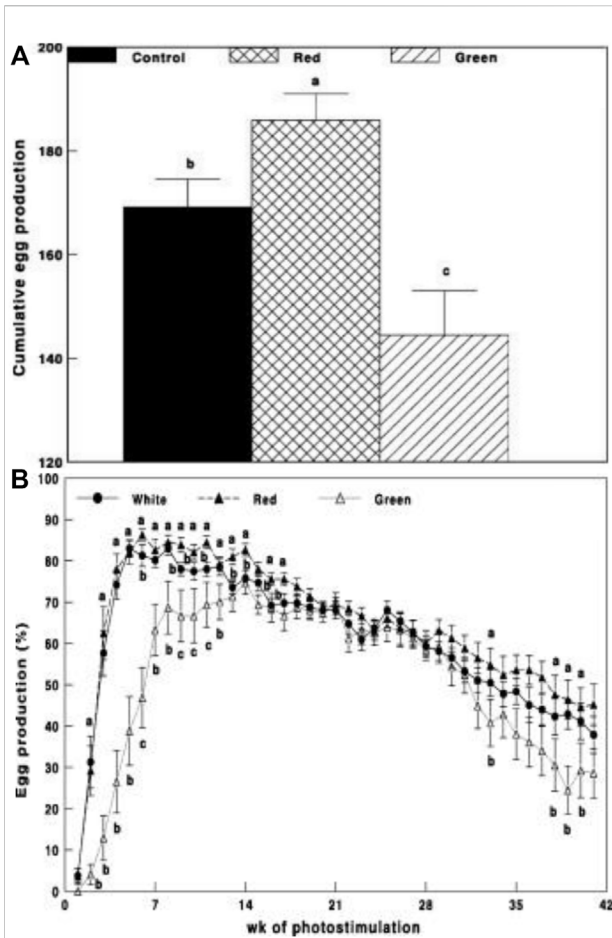 A
200
Control Red Green
a
180
b
160
c
140
120
Cumulative egg production
B
100
White Red Green
90
a a a a a a a a
80
a
b b b b b
70
a
b b
60
b
50
b c c c
40
c
30
b
20
b
10
b
b
0
a
a a a
b
b b b
Egg production (%)
0 7 14 21 28 35 42
wk of photostimulation